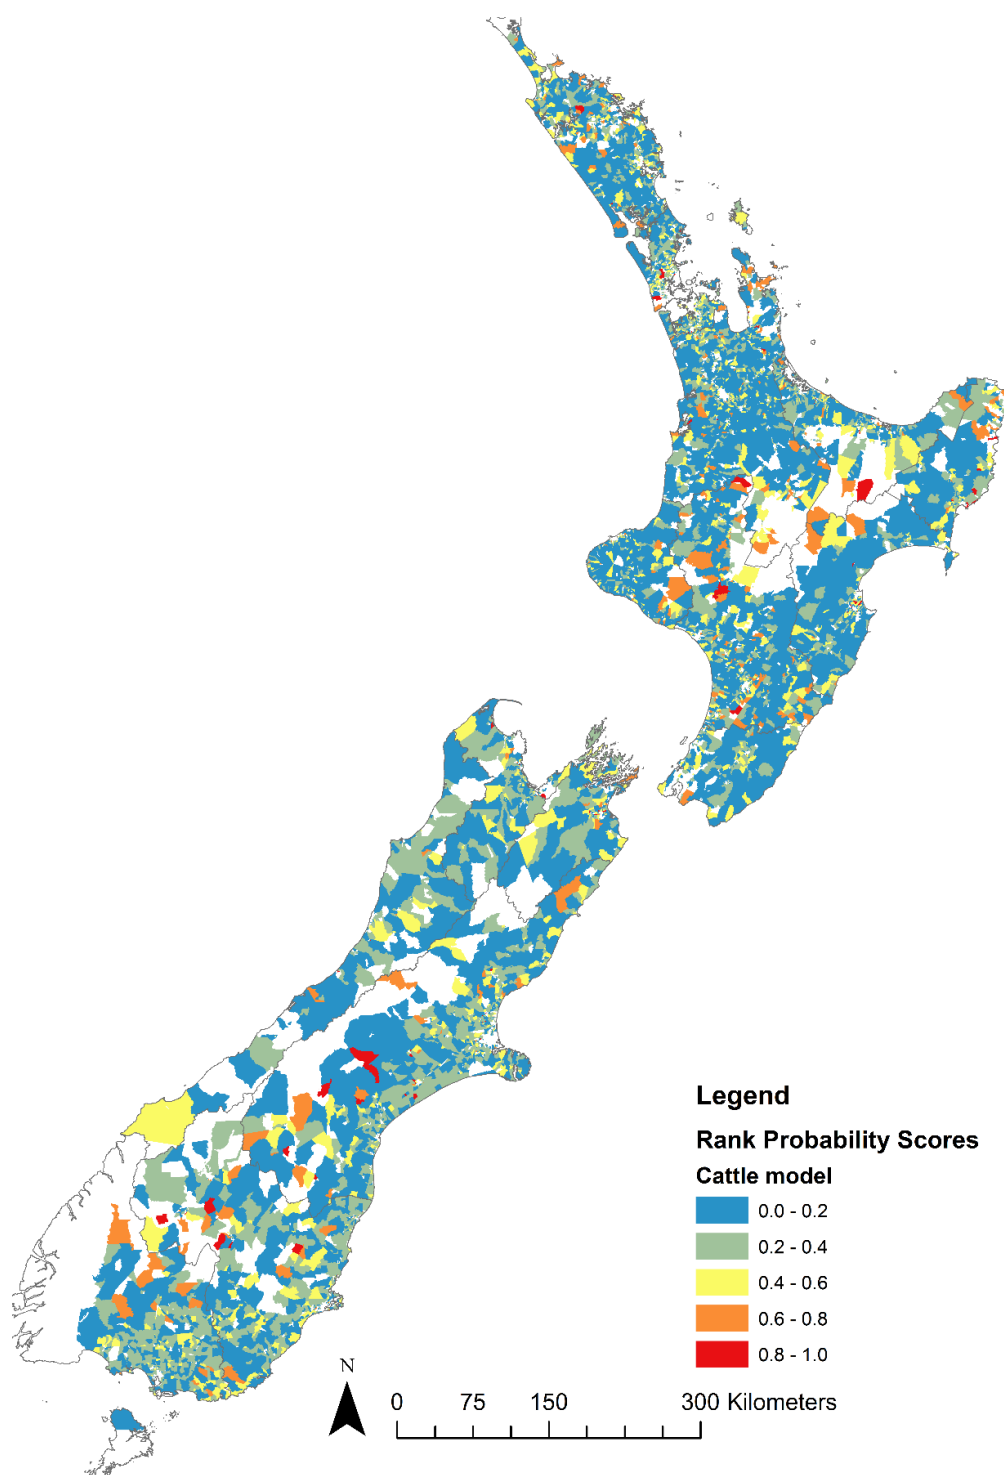 Legend
Rank Probability Scores
Cattle model
0.0 - 0.2
0.2 - 0.4
0.4 - 0.6
0.6 - 0.8
0.8 - 1.0
N
0 75 150 300 Kilometers